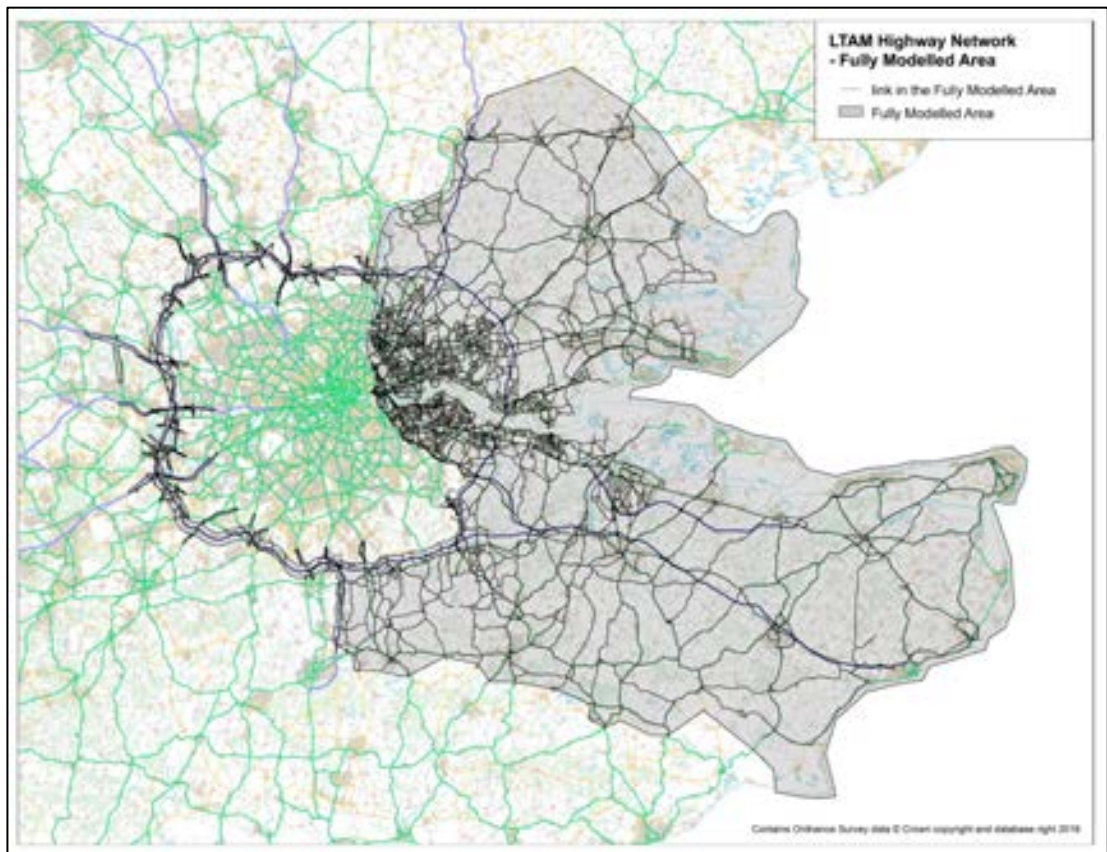 LTAM Highway Network
- Fully Modelled Area
link in the Fully Modelled Area
Fully Modelled Area
Contains Ordnance Survey data © Crown copyright and database right 2016